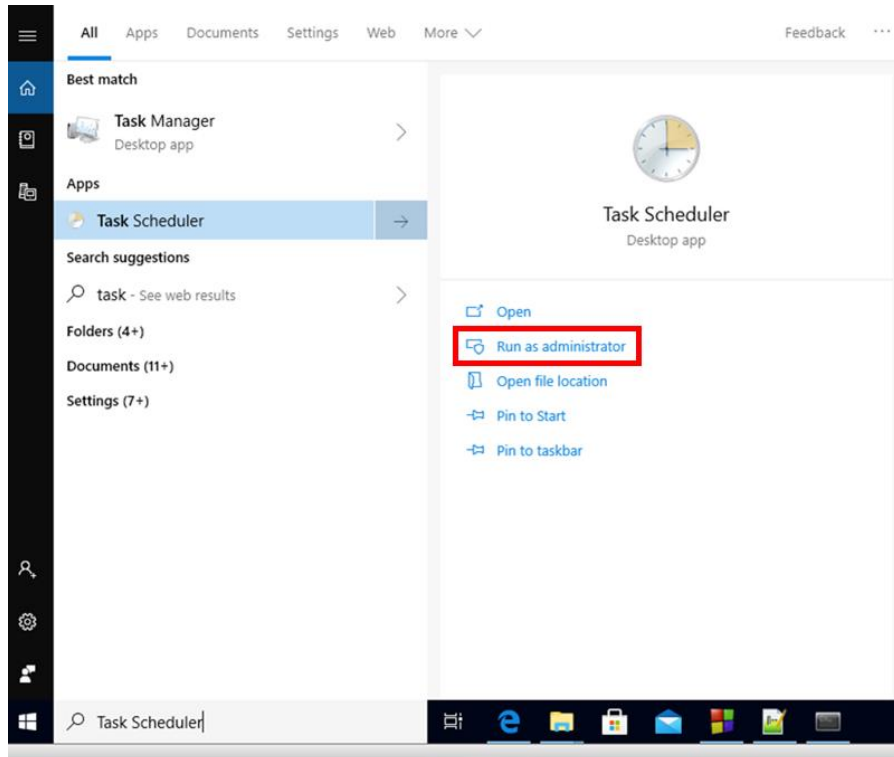 All Apps Documents Settings Web More Feedback ...
Best match
Task Manager
Desktop app
Apps
Task Scheduler
Search suggestions
task - See web results
Folders (4+)
Documents (11+)
Settings (7+)
Task Scheduler
Desktop app
Open
Run as administrator
Open file location
Pin to Start
Pin to taskbar
Task Scheduler